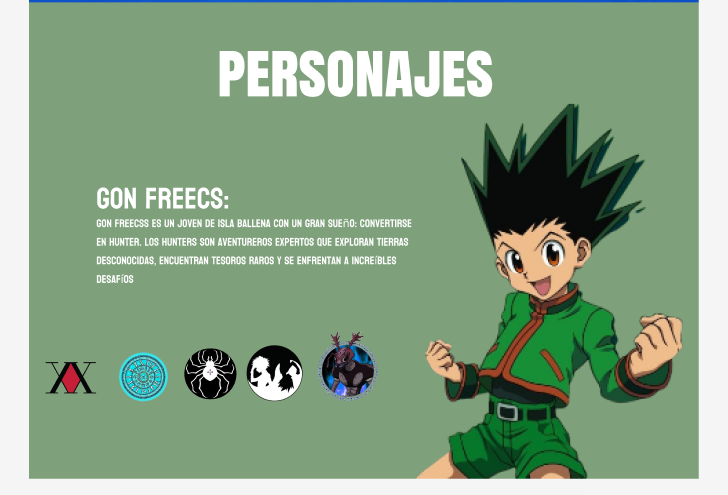 PERSONAJES
GON FREECS:
GON FREECSS ES UN JOVEN DE ISLA BALLENA CON UN GRAN SUEÑO: CONVERTIRSE
EN HUNTER. LOS HUNTERS SON AVENTUREROS EXPERTOS QUE EXPLORAN TIERRAS
DESCONOCIDAS, ENCUENTRAN TESOROS RAROS Y SE ENFRENTAN A INCREÍBLES
DESAFÍOS